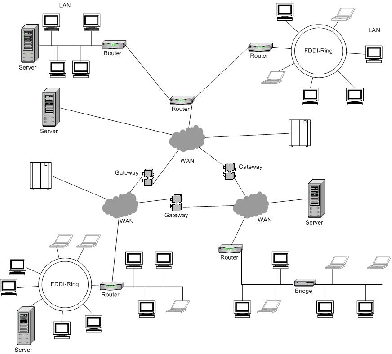 LAN
Server
Router
Router
FDDI-Ring
LAN
Router
Server
WAN
Gateway
Gateway
WAN
Gateway
WAN
Server
Router
FDDI-Ring
Router
Bridge
Server